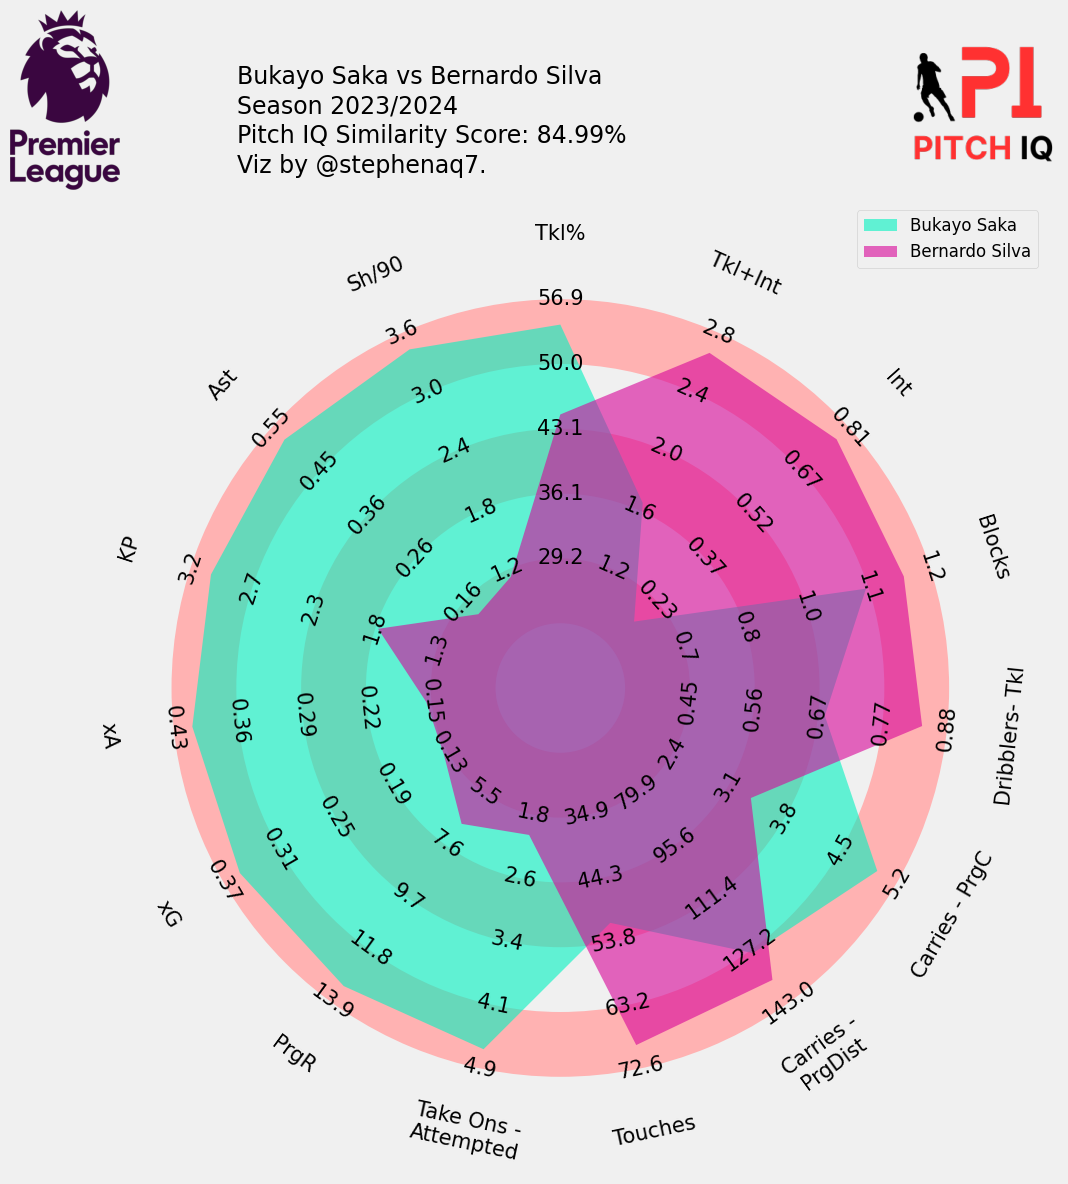 Premier
League
Bukayo Saka vs Bernardo Silva
Season 2023/2024
Pitch IQ Similarity Score: 84.99%
Viz by @stephenaq7.
PI
PITCH IQ
Bukayo Saka
Bernardo Silva
Tkl%
56.9
50.0
43.1
36.1
29.2
Tkl+Int
2.8
2.4
2.0
1.6
1.2
Int
0.81
0.67
0.52
0.37
0.23
Blocks
1.2
1.1
1.0
0.8
0.7
Dribblers- Tkl
0.88
0.77
0.67
0.56
0.45
Carries - PrgC
5.2
4.5
3.8
3.1
2.4
Carries -
PrgDist
143.0
127.2
111.4
95.6
79.9
Touches
72.6
63.2
53.8
44.3
34.9
Take Ons -
Attempted
4.9
4.1
3.4
2.6
1.8
PrgR
13.9
11.8
9.7
7.6
5.5
xG
0.37
0.31
0.25
0.19
0.13
xA
0.43
0.36
0.29
0.22
0.15
KP
3.2
2.7
2.3
1.8
1.3
Ast
0.55
0.45
0.36
0.26
0.16
Sh/90
3.6
3.0
2.4
1.8
1.2